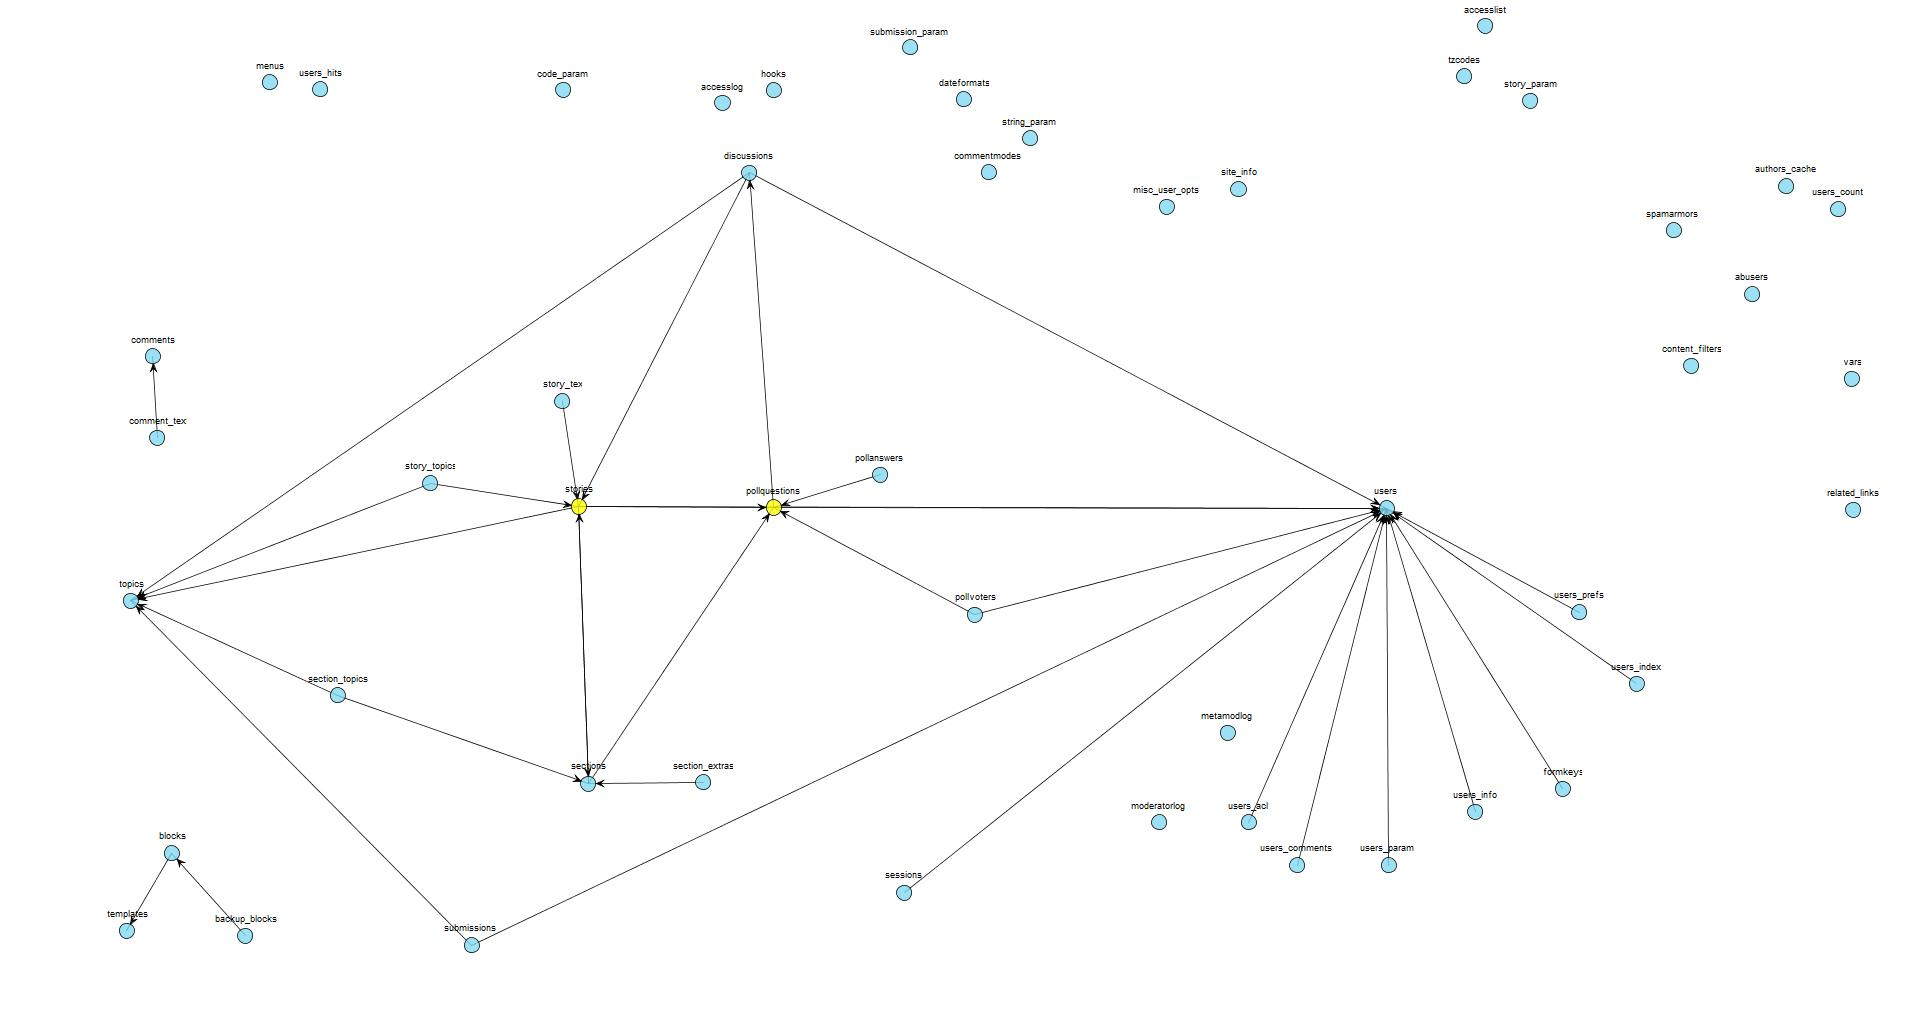 accesslist
submission_param
tzcodes
menus
users_hits
code_param
hooks
accesslog
dateformats
story_param
string_param
discussions
commentmodes
authors_cache
site_info
misc_user_opts
users_count
spamarmors
abusers
comments
content_filters
vars
story_tex
comment_tex
pollanswers
story_topics
stories
pollquestions
users
related_links
topics
users_prefs
pollvoters
users_index
section_topics
metamodlog
sections
section_extras
formkeys
users_info
moderatorlog
users_acl
blocks
users_comments
users_param
sessions
templates
backup_blocks
submissions